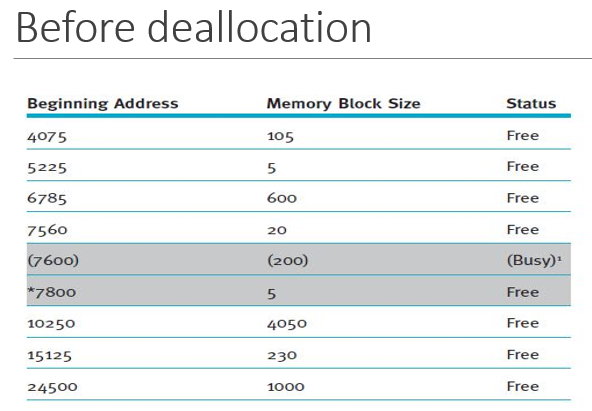 Before deallocation
Beginning Address Memory Block Size Status
4075 105 Free
5225 5 Free
6785 600 Free
7560 20 Free
(7600) (200) (Busy)¹
*7800 5 Free
10250 4050 Free
15125 230 Free
24500 1000 Free